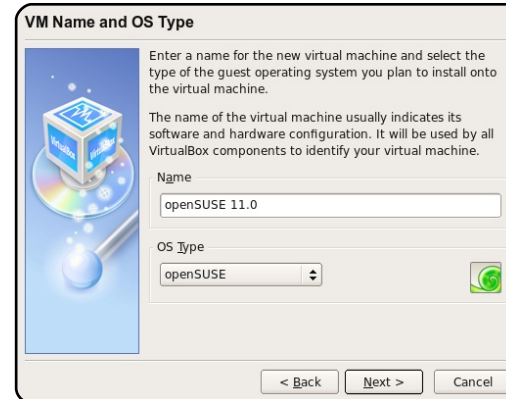 VM Name and OS Type
Enter a name for the new virtual machine and select the
type of the guest operating system you plan to install onto
the virtual machine.
The name of the virtual machine usually indicates its
software and hardware configuration. It will be used by all
VirtualBox components to identify your virtual machine.
Name
openSUSE 11.0
OS Type
openSUSE
< Back
Next >
Cancel
VirtualBox
VirtualBox